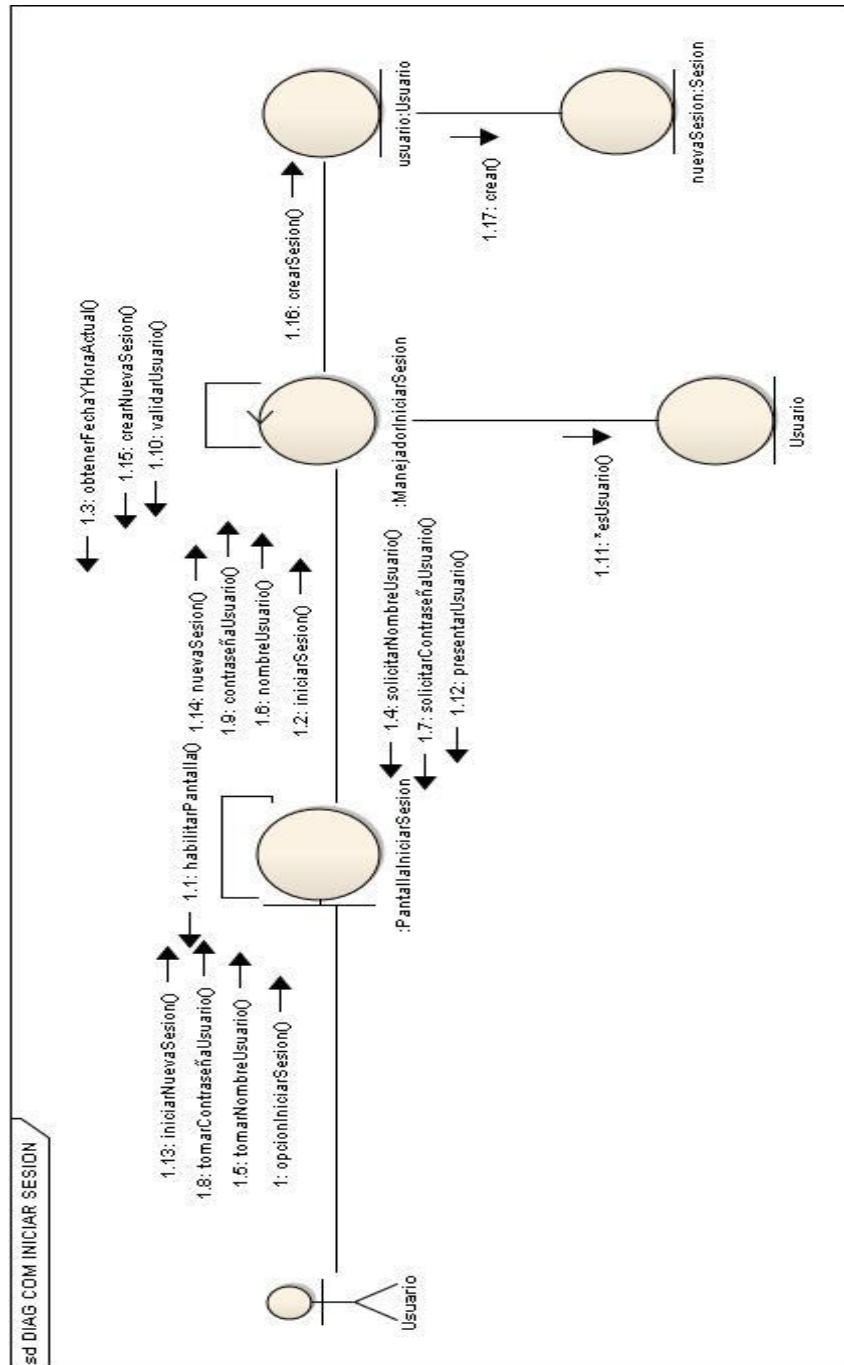 sd DIAG COM INICIAR SESION
1.13: iniciarNuevaSesion()
1.8: tomarContraseñaUsuario()
1.5: tomarNombreUsuario()
1: opcionIniciarSesion()
Usuario
1.1: habilitarPantalla()
:PantallaIniciarSesion
1.14: nuevaSesion()
1.9: contraseñaUsuario()
1.6: nombreUsuario()
1.2: iniciarSesion()
1.4: solicitarNombreUsuario()
1.7: solicitarContraseñaUsuario()
1.12: presentarUsuario()
1.3: obtenerFechaYHoraActual()
1.15: crearNuevaSesion()
1.10: validarUsuario()
:ManejadorIniciarSesion
1.11: *esUsuario()
Usuario
1.16: crearSesion()
usuario:Usuario
1.17: crear()
nuevaSesion:Sesion